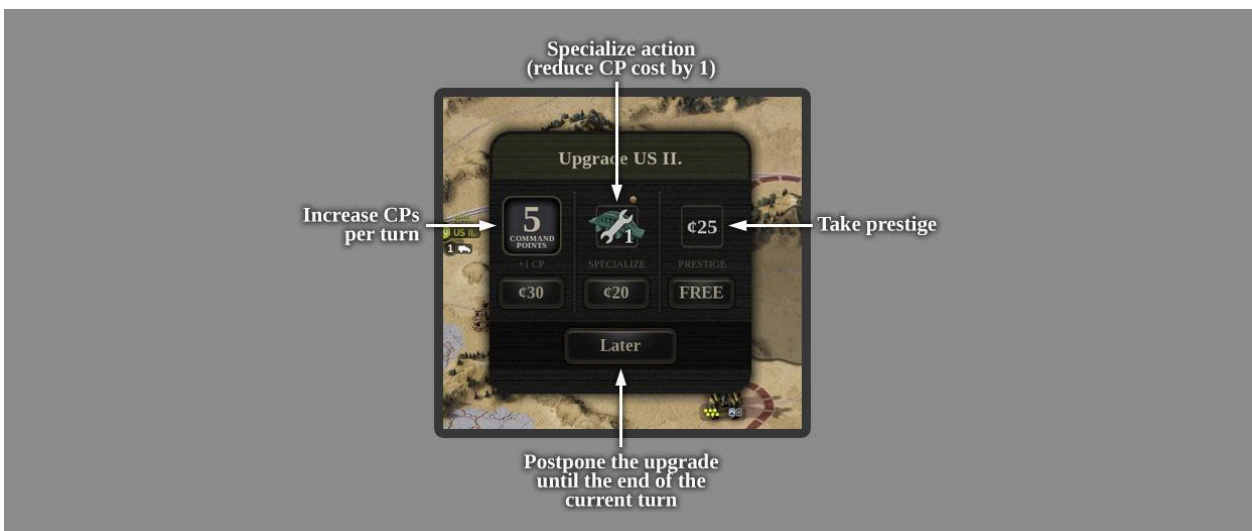 Specialize action
(reduce CP cost by 1)
Upgrade US II.
Increase CPs
per turn
5
COMMAND
POINTS
1
¢25
Take prestige
US II.
1
+1 CP
SPECIALIZE
PRESTIGE
¢30
¢20
FREE
Later
Postpone the upgrade
until the end of the
current turn